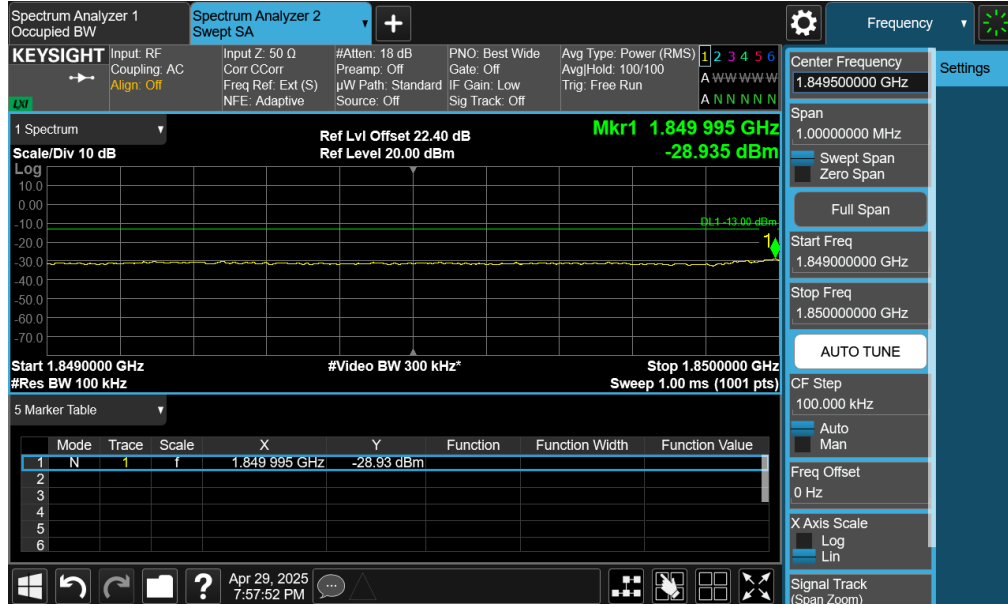 Spectrum Analyzer 1
Occupied BW
Spectrum Analyzer 2
Swept SA
+
Frequency
KEYSIGHT
LXI
Input: RF
Coupling: AC
Align: Off
Input Z: 50 Ω
Corr CCorr
Freq Ref: Ext (S)
NFE: Adaptive
#Atten: 18 dB
Preamp: Off
µW Path: Standard
Source: Off
PNO: Best Wide
Gate: Off
IF Gain: Low
Sig Track: Off
Avg Type: Power (RMS)
Avg|Hold: 100/100
Trig: Free Run
1 2 3 4 5 6
A W W W W W
A N N N N N
1 Spectrum
Scale/Div 10 dB
Ref Lvl Offset 22.40 dB
Ref Level 20.00 dBm
Mkr1 1.849 995 GHz
-28.935 dBm
Log
10.0
0.00
-10.0
-20.0
-30.0
-40.0
-50.0
-60.0
-70.0
DL1 -13.00 dBm
1
Start 1.8490000 GHz
#Video BW 300 kHz*
Stop 1.8500000 GHz
#Res BW 100 kHz
Sweep 1.00 ms (1001 pts)
5 Marker Table
Mode Trace Scale X Y Function Function Width Function Value
1 N 1 f 1.849 995 GHz -28.93 dBm
2
3
4
5
6
Center Frequency
1.849500000 GHz
Span
1.00000000 MHz
Swept Span
Zero Span
Full Span
Start Freq
1.849000000 GHz
Stop Freq
1.850000000 GHz
AUTO TUNE
CF Step
100.000 kHz
Auto
Man
Freq Offset
0 Hz
X Axis Scale
Log
Lin
Signal Track
(Span Zoom)
Settings
?
Apr 29, 2025
7:57:52 PM